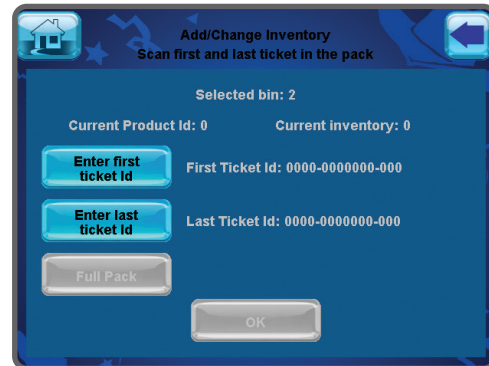 Add/Change Inventory
Scan first and last ticket in the pack
Selected bin: 2
Current Product Id: 0 Current inventory: 0
Enter first
ticket Id
First Ticket Id: 0000-0000000-000
Enter last
ticket Id
Last Ticket Id: 0000-0000000-000
Full Pack
OK